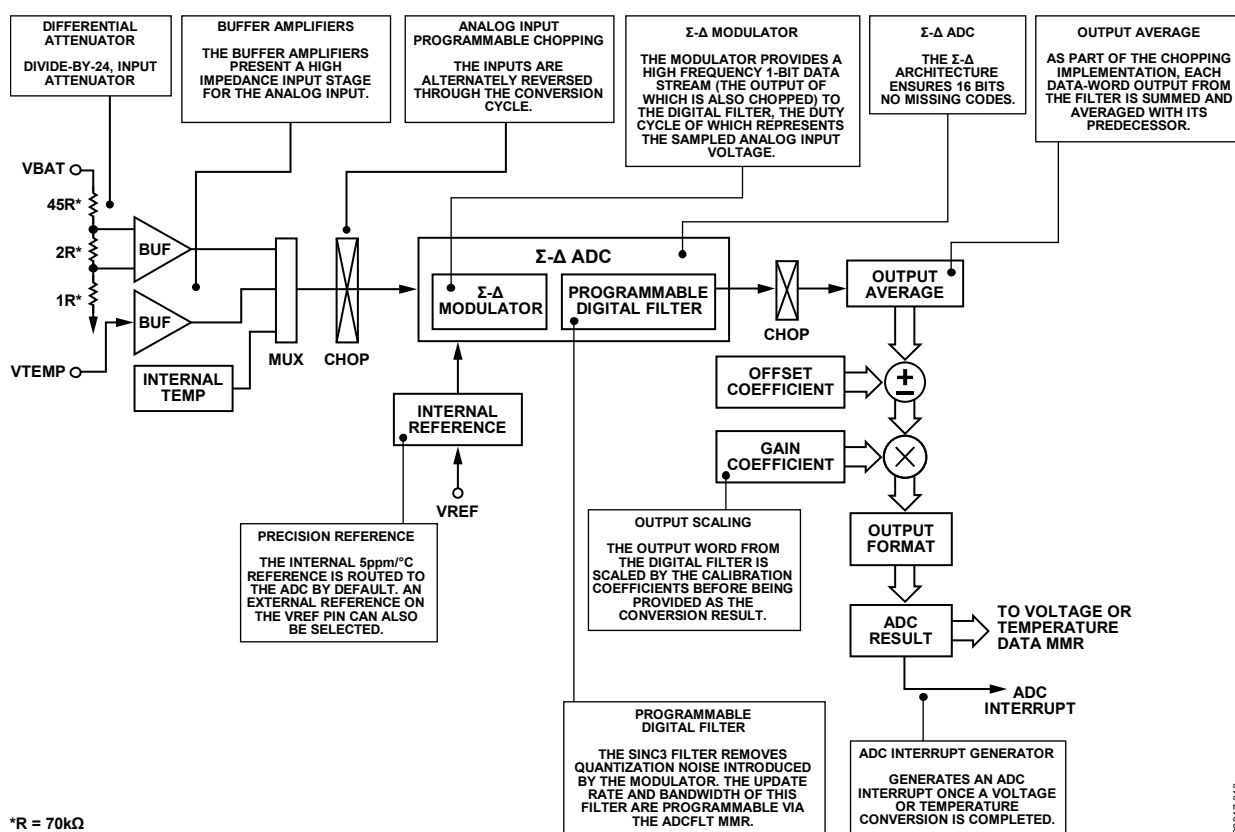 DIFFERENTIAL
ATTENUATOR
DIVIDE-BY-24, INPUT
ATTENUATOR
BUFFER AMPLIFIERS
THE BUFFER AMPLIFIERS
PRESENT A HIGH
IMPEDANCE INPUT STAGE
FOR THE ANALOG INPUT.
ANALOG INPUT
PROGRAMMABLE CHOPPING
THE INPUTS ARE
ALTERNATELY REVERSED
THROUGH THE CONVERSION
CYCLE.
Σ-Δ MODULATOR
THE MODULATOR PROVIDES A
HIGH FREQUENCY 1-BIT DATA
STREAM (THE OUTPUT OF
WHICH IS ALSO CHOPPED) TO
THE DIGITAL FILTER, THE DUTY
CYCLE OF WHICH REPRESENTS
THE SAMPLED ANALOG INPUT
VOLTAGE.
Σ-Δ ADC
THE Σ-Δ
ARCHITECTURE
ENSURES 16 BITS
NO MISSING CODES.
OUTPUT AVERAGE
AS PART OF THE CHOPPING
IMPLEMENTATION, EACH
DATA-WORD OUTPUT FROM
THE FILTER IS SUMMED AND
AVERAGED WITH ITS
PREDECESSOR.
VBAT
45R*
2R*
1R*
BUF
BUF
VTEMP
INTERNAL
TEMP
MUX
CHOP
Σ-Δ ADC
Σ-Δ
MODULATOR
PROGRAMMABLE
DIGITAL FILTER
CHOP
OUTPUT
AVERAGE
INTERNAL
REFERENCE
VREF
OFFSET
COEFFICIENT
±
GAIN
COEFFICIENT
×
OUTPUT
FORMAT
ADC
RESULT
TO VOLTAGE OR
TEMPERATURE
DATA MMR
ADC
INTERRUPT
PRECISION REFERENCE
THE INTERNAL 5ppm/°C
REFERENCE IS ROUTED TO
THE ADC BY DEFAULT. AN
EXTERNAL REFERENCE ON
THE VREF PIN CAN ALSO
BE SELECTED.
OUTPUT SCALING
THE OUTPUT WORD FROM
THE DIGITAL FILTER IS
SCALED BY THE CALIBRATION
COEFFICIENTS BEFORE BEING
PROVIDED AS THE
CONVERSION RESULT.
PROGRAMMABLE
DIGITAL FILTER
THE SINC3 FILTER REMOVES
QUANTIZATION NOISE INTRODUCED
BY THE MODULATOR. THE UPDATE
RATE AND BANDWIDTH OF THIS
FILTER ARE PROGRAMMABLE VIA
THE ADCFLT MMR.
ADC INTERRUPT GENERATOR
GENERATES AN ADC
INTERRUPT ONCE A VOLTAGE
OR TEMPERATURE
CONVERSION IS COMPLETED.
*R = 70kΩ